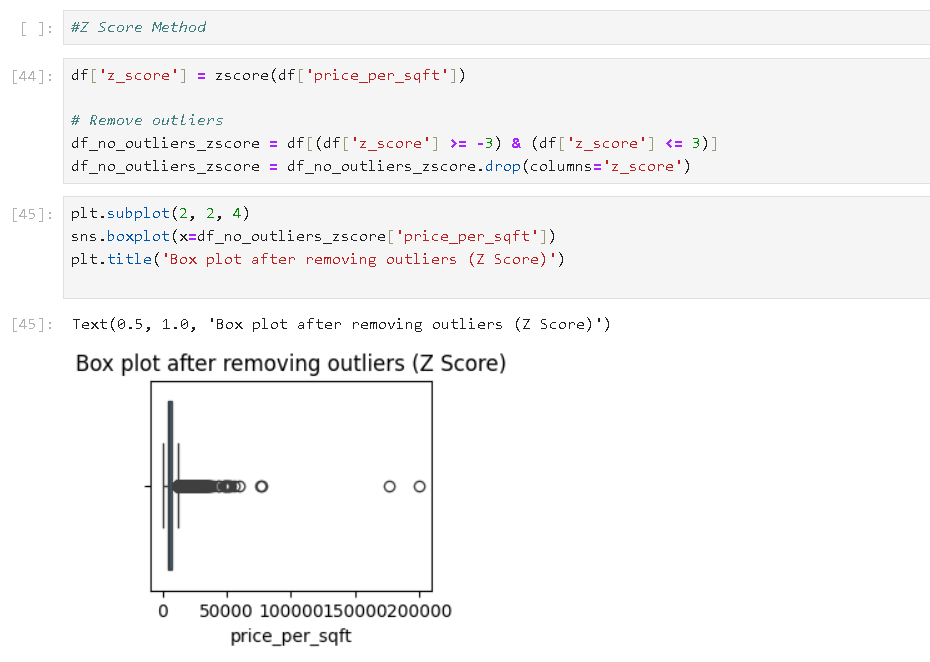 [ ]:
#Z Score Method
[44]:
df['z_score'] = zscore(df['price_per_sqft'])
# Remove outliers
df_no_outliers_zscore = df[(df['z_score'] >= -3) & (df['z_score'] <= 3)]
df_no_outliers_zscore = df_no_outliers_zscore.drop(columns='z_score')
[45]:
plt.subplot(2, 2, 4)
sns.boxplot(x=df_no_outliers_zscore['price_per_sqft'])
plt.title('Box plot after removing outliers (Z Score)')
[45]:
Text(0.5, 1.0, 'Box plot after removing outliers (Z Score)')
Box plot after removing outliers (Z Score)
0 50000 100000 150000 200000
price_per_sqft